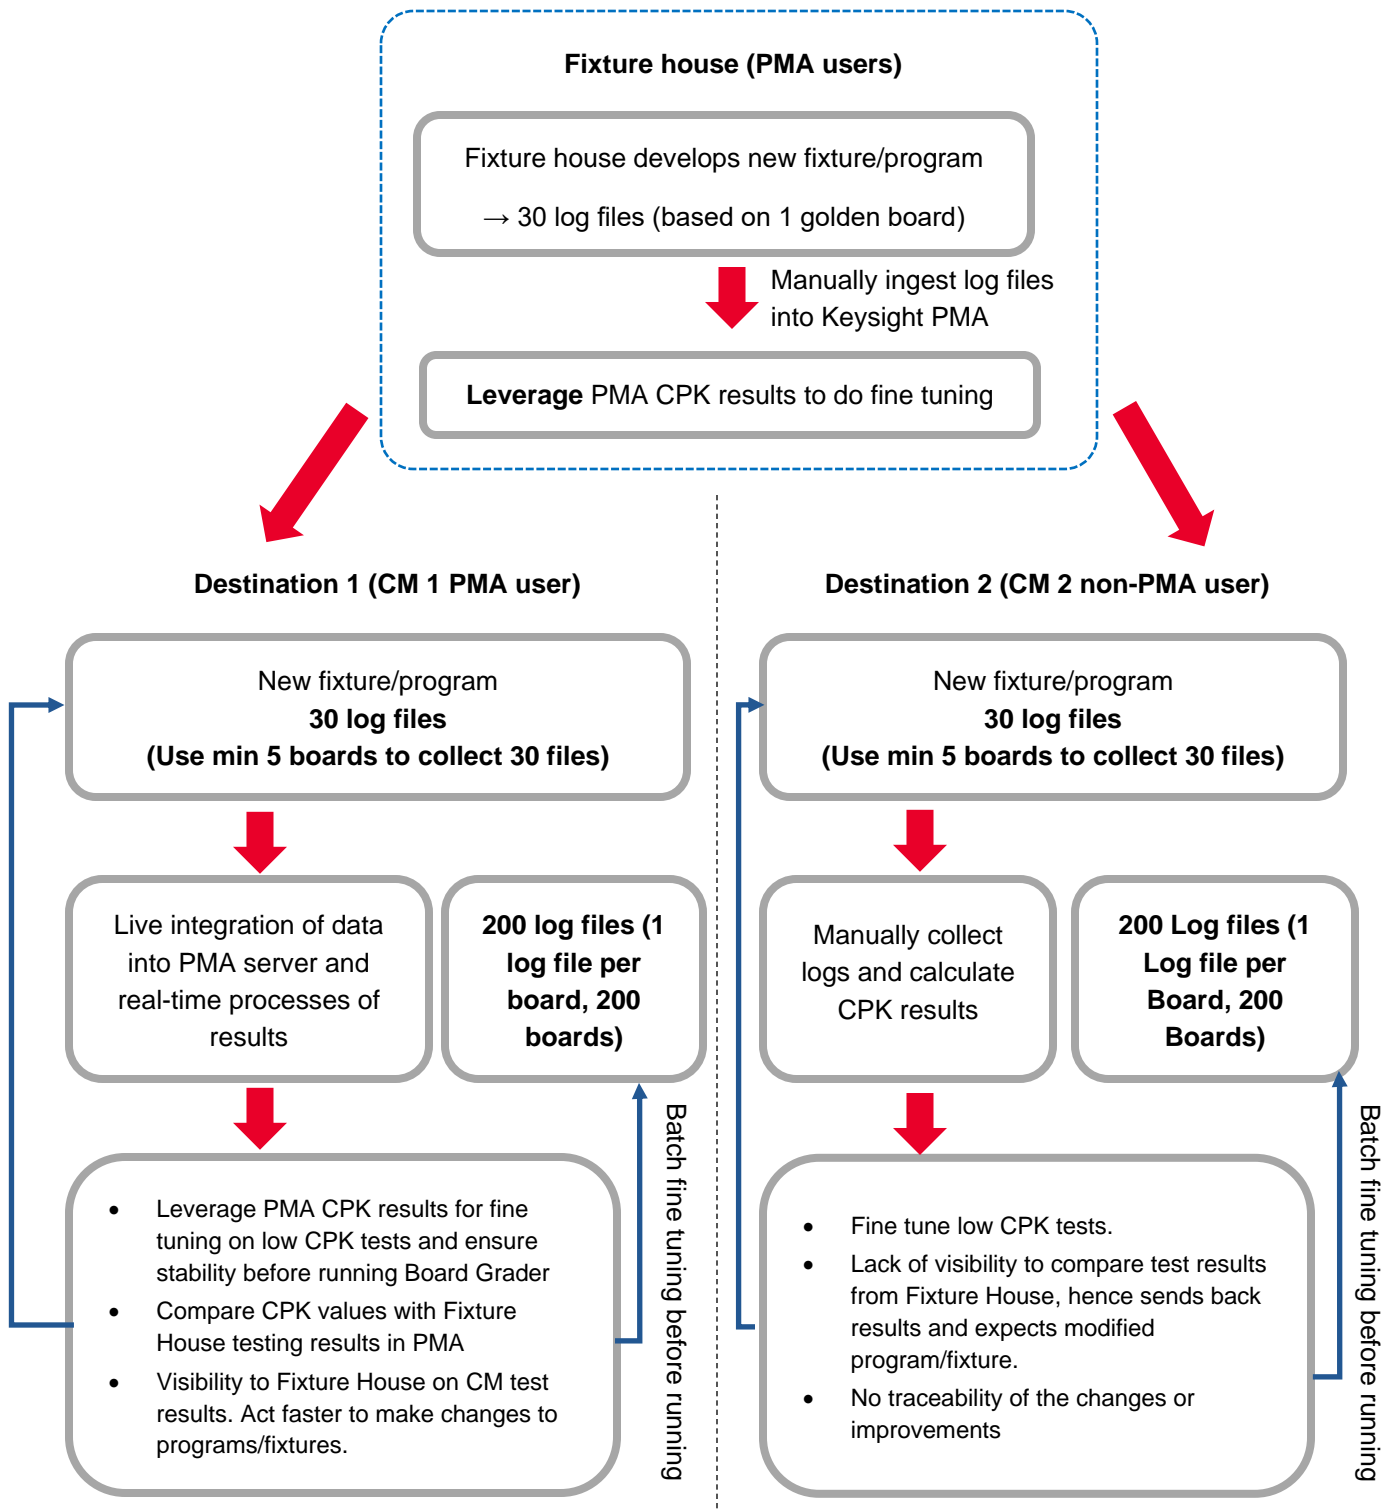 Fixture house (PMA users)
Fixture house develops new fixture/program
→ 30 log files (based on 1 golden board)
Manually ingest log files
into Keysight PMA
Leverage PMA CPK results to do fine tuning
Destination 1 (CM 1 PMA user)
New fixture/program
30 log files
(Use min 5 boards to collect 30 files)
Live integration of data
into PMA server and
real-time processes of
results
200 log files (1
log file per
board, 200
boards)
Batch fine tuning before running
• Leverage PMA CPK results for fine
tuning on low CPK tests and ensure
stability before running Board Grader
• Compare CPK values with Fixture
House testing results in PMA
• Visibility to Fixture House on CM test
results. Act faster to make changes to
programs/fixtures.
Destination 2 (CM 2 non-PMA user)
New fixture/program
30 log files
(Use min 5 boards to collect 30 files)
Manually collect
logs and calculate
CPK results
200 Log files (1
Log file per
Board, 200
Boards)
Batch fine tuning before running
• Fine tune low CPK tests.
• Lack of visibility to compare test results
from Fixture House, hence sends back
results and expects modified
program/fixture.
• No traceability of the changes or
improvements